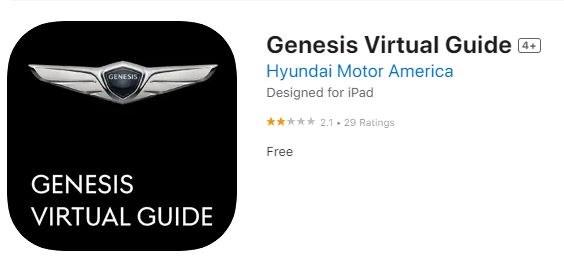 GENESIS
GENESIS
VIRTUAL GUIDE
Genesis Virtual Guide 4+
Hyundai Motor America
Designed for iPad
2.1 • 29 Ratings
Free